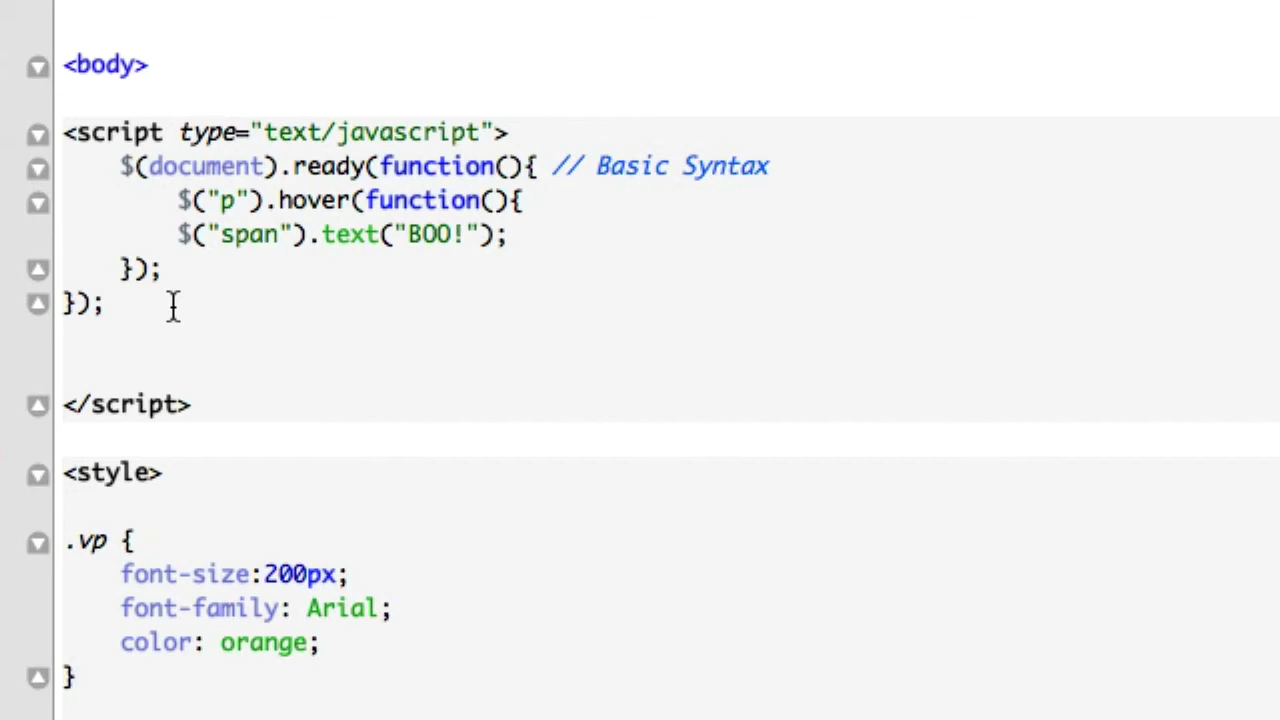 <body>
<script type="text/javascript">
$(document).ready(function(){ // Basic Syntax
$("p").hover(function(){
$("span").text("BOO!");
});
});
</script>
<style>
.vp {
font-size:200px;
font-family: Arial;
color: orange;
}